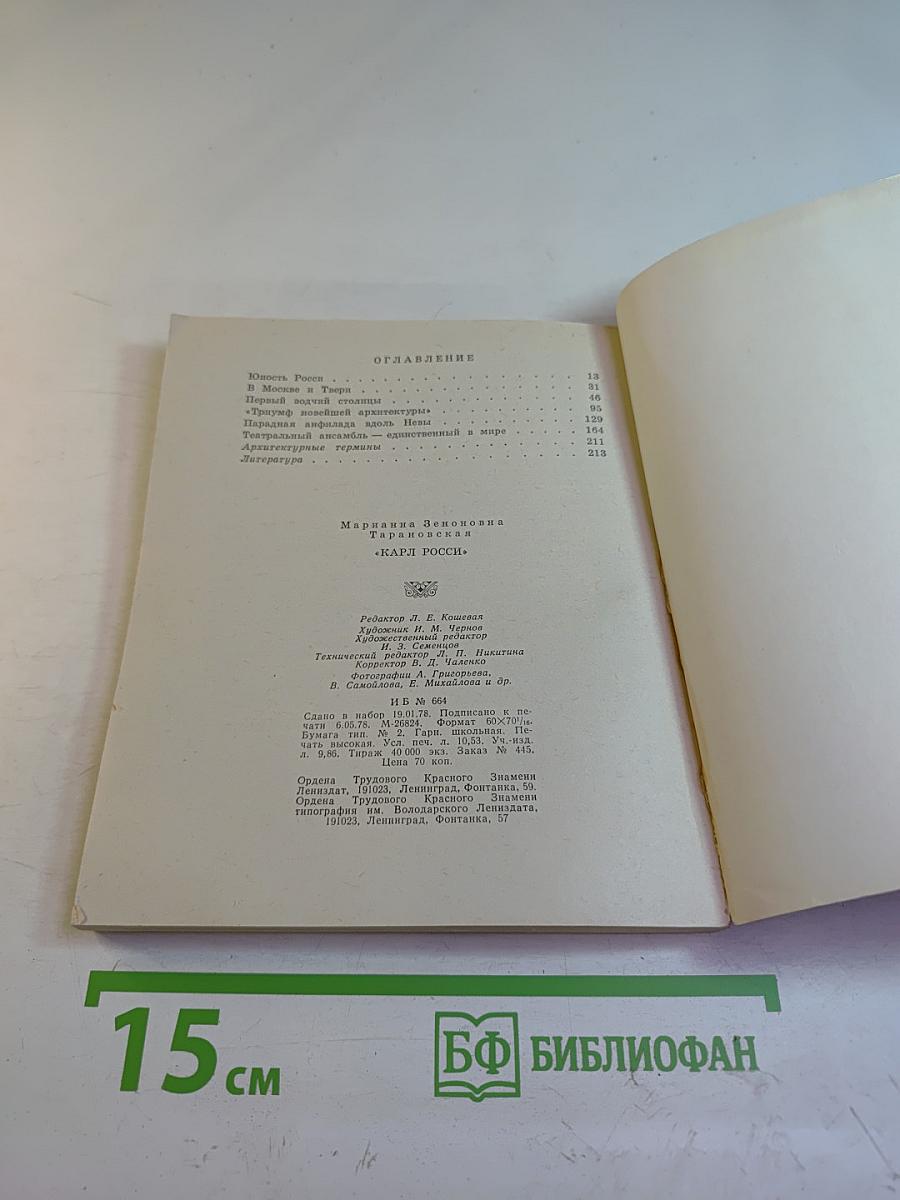 ОГЛАВЛЕНИЕ
Юность Росси . . . . . . . . . . . . . . . . . 13
В Москве и Твери . . . . . . . . . . . . . . . 31
Первый зодчий столицы . . . . . . . . . . . . . 46
«Триумф новейшей архитектуры» . . . . . . . . . . 95
Парадная анфилада вдоль Невы . . . . . . . . . . 129
Театральный ансамбль — единственный в мире . . . . . 164
Архитектурные термины . . . . . . . . . . . . . 211
Литература . . . . . . . . . . . . . . . . . . 213
Марианна Зеноновна
Тарановская
«КАРЛ РОССИ»
Редактор Л. Е. Кошевая
Художник И. М. Чернов
Художественный редактор
И. З. Семенцов
Технический редактор Л. П. Никитина
Корректор В. Д. Чаленко
Фотографии А. Григорьева,
В. Самойлова, Е. Михайлова и др.
ИБ № 664
Сдано в набор 19.01.78. Подписано к пе-
чати 6.05.78. М-26824. Формат 60×70¹/₁₆.
Бумага тип. № 2. Гарн. школьная. Пе-
чать высокая. Усл. печ. л. 10,53. Уч.-изд.
л. 9,86. Тираж 40 000 экз. Заказ № 445.
Цена 70 коп.
Ордена Трудового Красного Знамени
Лениздат, 191023, Ленинград, Фонтанка, 59.
Ордена Трудового Красного Знамени
типография им. Володарского Лениздата,
191023, Ленинград, Фонтанка, 57
15 см
БФ БИБЛИОФАН